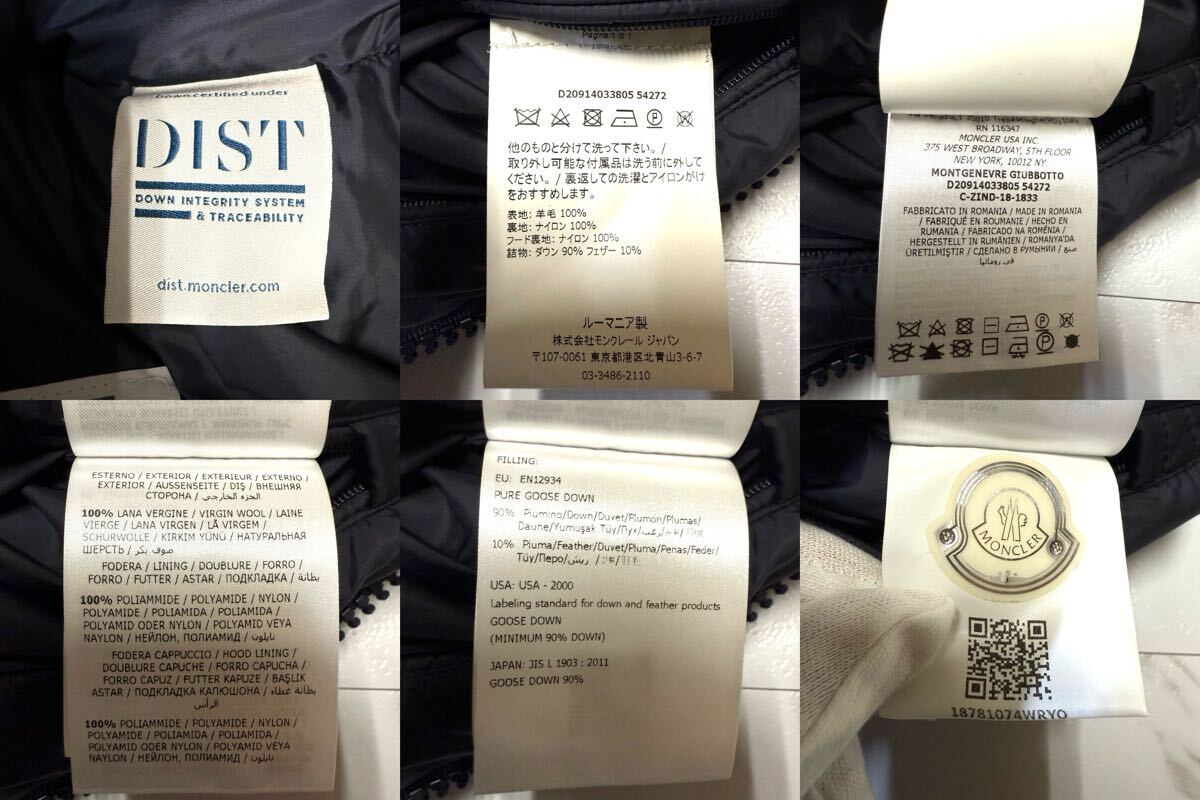 Down certified under
DIST
DOWN INTEGRITY SYSTEM
& TRACEABILITY
dist.moncler.com
Pagina 1 di 1
D20914033805 54272
他のものと分けて洗って下さい。/
取り外し可能な付属品は洗う前に外して
ください。/ 裏返しての洗濯とアイロンがけ
をおすすめします。
表地: 羊毛 100%
裏地: ナイロン 100%
フード裏地: ナイロン 100%
詰物: ダウン 90% フェザー 10%
ルーマニア製
株式会社モンクレール ジャパン
〒107-0061 東京都港区北青山3-6-7
03-3486-2110
RN 116347
MONCLER USA INC.
375 WEST BROADWAY, 5TH FLOOR
NEW YORK, 10012 NY
MONTGENEVRE GIUBBOTTO
D20914033805 54272
C-ZIND-18-1833
FABBRICATO IN ROMANIA / MADE IN ROMANIA
/ FABRIQUÉ EN ROUMANIE / HECHO EN
RUMANIA / FABRICADO NA ROMÉNIA /
HERGESTELLT IN RUMÄNIEN / ROMANYA'DA
ÜRETILMIŞTIR / СДЕЛАНО В РУМЫНИИ / صنع
في رومانيا
ESTERNO / EXTERIOR / EXTERIEUR / EXTERNO /
EXTERIOR / AUSSENSEITE / DIŞ / ВНЕШНЯЯ
СТОРОНА / الجزء الخارجي
100% LANA VERGINE / VIRGIN WOOL / LAINE
VIERGE / LANA VIRGEN / LÃ VIRGEM /
SCHURWOLLE / KIRKIM YÜNÜ / НАТУРАЛЬНАЯ
ШЕРСТЬ / صوف بكر
FODERA / LINING / DOUBLURE / FORRO /
FORRO / FUTTER / ASTAR / ПОДКЛАДКА / بطانة
100% POLIAMMIDE / POLYAMIDE / NYLON /
POLYAMIDE / POLIAMIDA / POLIAMIDA /
POLYAMID ODER NYLON / POLYAMID VEYA
NAYLON / НЕЙЛОН, ПОЛИАМИД / نايلون
FODERA CAPPUCCIO / HOOD LINING /
DOUBLURE CAPUCHE / FORRO CAPUCHA /
FORRO CAPUZ / FUTTER KAPUZE / BAŞLIK
ASTAR / ПОДКЛАДКА КАПЮШОНА / بطانة غطاء
الرأس
100% POLIAMMIDE / POLYAMIDE / NYLON /
POLYAMIDE / POLIAMIDA / POLIAMIDA /
POLYAMID ODER NYLON / POLYAMID VEYA
NAYLON / НЕЙЛОН, ПОЛИАМИД / نايلون
FILLING:
EU: EN12934
PURE GOOSE DOWN
90% Piumino/Down/Duvet/Plumón/Plumas/
Daune/Yumuşak Tüy/Пух/زغب/
10% Piuma/Feather/Duvet/Pluma/Penas/Feder/
Tüy/Перо/ريش/
USA: USA - 2000
Labeling standard for down and feather products
GOOSE DOWN
(MINIMUM 90% DOWN)
JAPAN: JIS L 1903 : 2011
GOOSE DOWN 90%
MONCLER
18781074WRYO